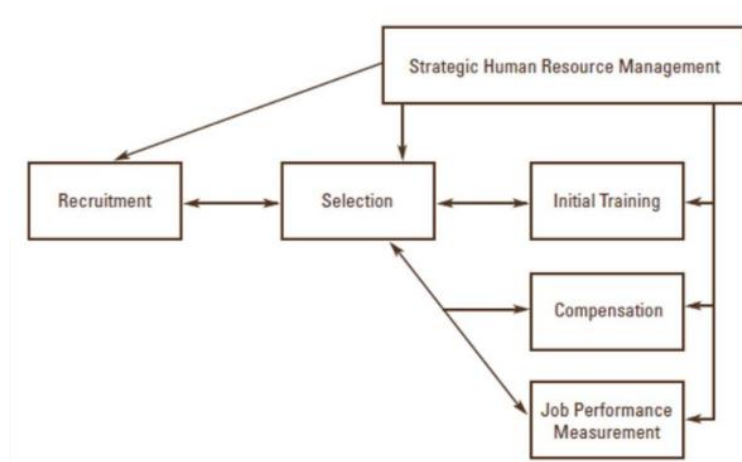 Strategic Human Resource Management
Recruitment
Selection
Initial Training
Compensation
Job Performance
Measurement